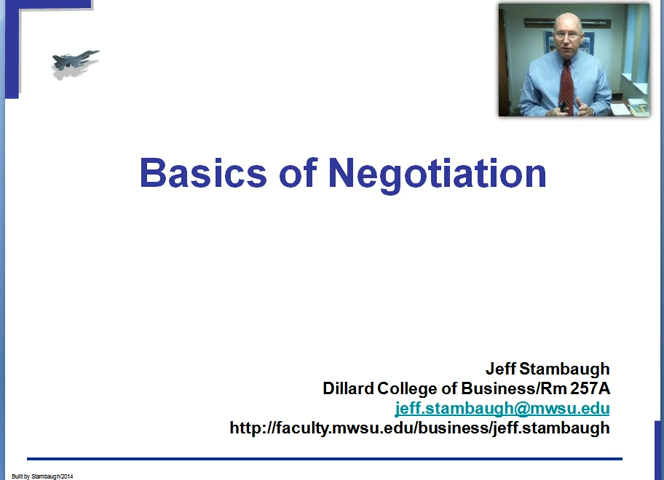 Basics of Negotiation
Jeff Stambaugh
Dillard College of Business/Rm 257A
jeff.stambaugh@mwsu.edu
http://faculty.mwsu.edu/business/jeff.stambaugh
Built by Stambaugh/2014